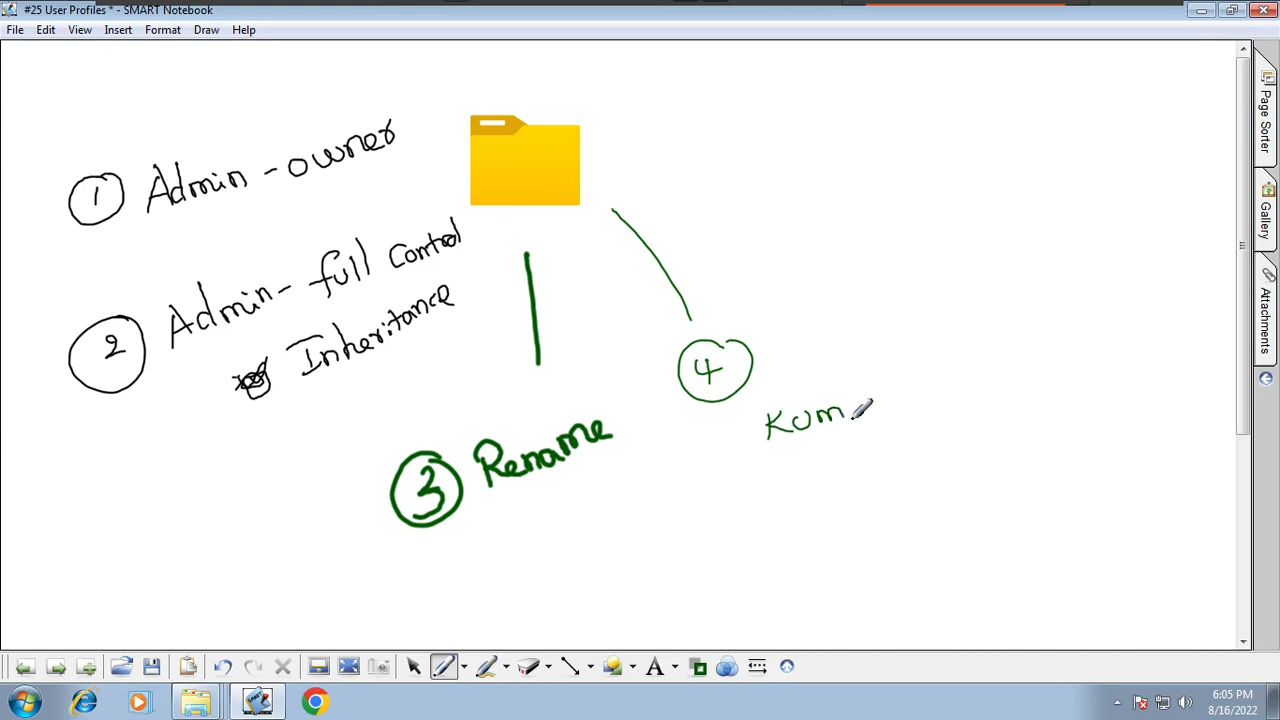 #25 User Profiles * - SMART Notebook
File Edit View Insert Format Draw Help
1 Admin - owner
2 Admin - full Control
Inheritance
3 Rename
4
Kum
Page Sorter
Gallery
Attachments
A
6:05 PM
8/16/2022